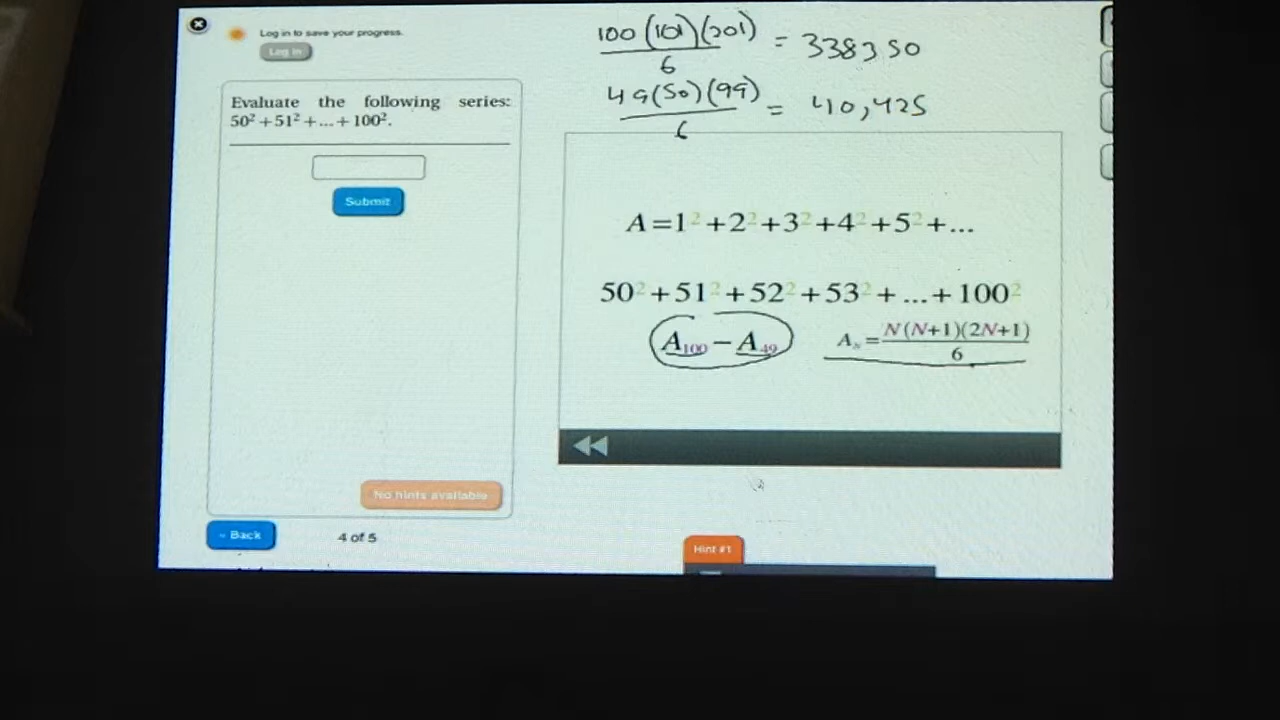 Log in to save your progress.
Log in
Evaluate the following series:
50² + 51² + ... + 100².
Submit
No hints available
Back
4 of 5
100 (101)(201) / 6 = 338350
49(50)(99) / 6 = 40,425
A=1²+2²+3²+4²+5²+...
50²+51²+52²+53²+...+100²
A₁₀₀ − A₄₉
Aₙ = N(N+1)(2N+1) / 6
Hint #1